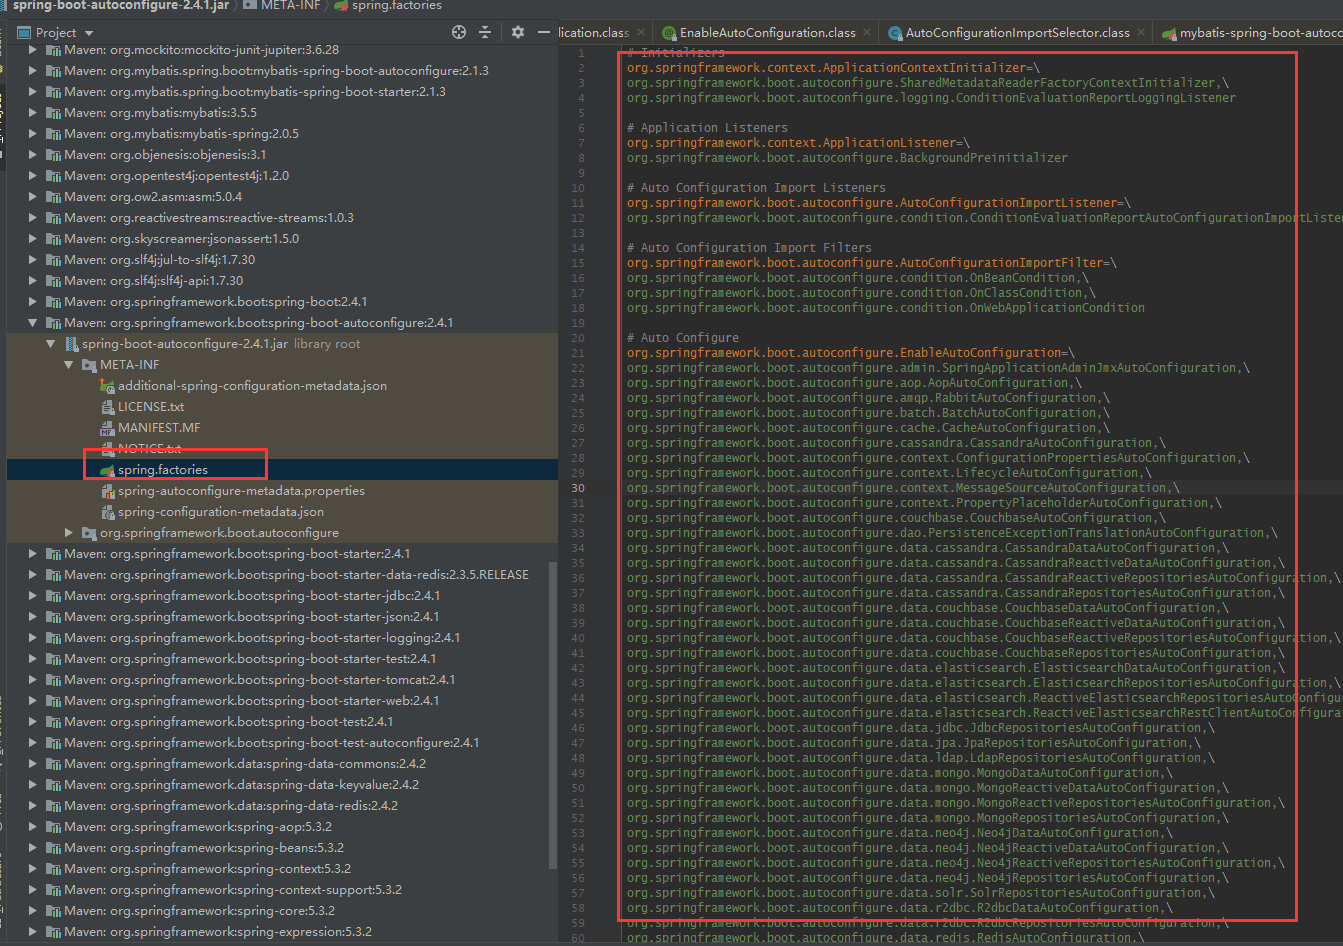 spring-boot-autoconfigure-2.4.1.jar
META-INF
spring.factories
Project
Maven: org.mockito:mockito-junit-jupiter:3.6.28
Maven: org.mybatis.spring.boot:mybatis-spring-boot-autoconfigure:2.1.3
Maven: org.mybatis.spring.boot:mybatis-spring-boot-starter:2.1.3
Maven: org.mybatis:mybatis:3.5.5
Maven: org.mybatis:mybatis-spring:2.0.5
Maven: org.objenesis:objenesis:3.1
Maven: org.opentest4j:opentest4j:1.2.0
Maven: org.ow2.asm:asm:5.0.4
Maven: org.reactivestreams:reactive-streams:1.0.3
Maven: org.skyscreamer:jsonassert:1.5.0
Maven: org.slf4j:jul-to-slf4j:1.7.30
Maven: org.slf4j:slf4j-api:1.7.30
Maven: org.springframework.boot:spring-boot:2.4.1
Maven: org.springframework.boot:spring-boot-autoconfigure:2.4.1
spring-boot-autoconfigure-2.4.1.jar library root
META-INF
additional-spring-configuration-metadata.json
LICENSE.txt
MANIFEST.MF
NOTICE.txt
spring.factories
spring-autoconfigure-metadata.properties
spring-configuration-metadata.json
org.springframework.boot.autoconfigure
Maven: org.springframework.boot:spring-boot-starter:2.4.1
Maven: org.springframework.boot:spring-boot-starter-data-redis:2.3.5.RELEASE
Maven: org.springframework.boot:spring-boot-starter-jdbc:2.4.1
Maven: org.springframework.boot:spring-boot-starter-json:2.4.1
Maven: org.springframework.boot:spring-boot-starter-logging:2.4.1
Maven: org.springframework.boot:spring-boot-starter-test:2.4.1
Maven: org.springframework.boot:spring-boot-starter-tomcat:2.4.1
Maven: org.springframework.boot:spring-boot-starter-web:2.4.1
Maven: org.springframework.boot:spring-boot-test:2.4.1
Maven: org.springframework.boot:spring-boot-test-autoconfigure:2.4.1
Maven: org.springframework.data:spring-data-commons:2.4.2
Maven: org.springframework.data:spring-data-keyvalue:2.4.2
Maven: org.springframework.data:spring-data-redis:2.4.2
Maven: org.springframework:spring-aop:5.3.2
Maven: org.springframework:spring-beans:5.3.2
Maven: org.springframework:spring-context:5.3.2
Maven: org.springframework:spring-context-support:5.3.2
Maven: org.springframework:spring-core:5.3.2
Maven: org.springframework:spring-expression:5.3.2
lication.class
EnableAutoConfiguration.class
AutoConfigurationImportSelector.class
mybatis-spring-boot-autoco
1 # Initializers
2 org.springframework.context.ApplicationContextInitializer=\
3 org.springframework.boot.autoconfigure.SharedMetadataReaderFactoryContextInitializer,\
4 org.springframework.boot.autoconfigure.logging.ConditionEvaluationReportLoggingListener
5
6 # Application Listeners
7 org.springframework.context.ApplicationListener=\
8 org.springframework.boot.autoconfigure.BackgroundPreinitializer
9
10 # Auto Configuration Import Listeners
11 org.springframework.boot.autoconfigure.AutoConfigurationImportListener=\
12 org.springframework.boot.autoconfigure.condition.ConditionEvaluationReportAutoConfigurationImportListen
13
14 # Auto Configuration Import Filters
15 org.springframework.boot.autoconfigure.AutoConfigurationImportFilter=\
16 org.springframework.boot.autoconfigure.condition.OnBeanCondition,\
17 org.springframework.boot.autoconfigure.condition.OnClassCondition,\
18 org.springframework.boot.autoconfigure.condition.OnWebApplicationCondition
19
20 # Auto Configure
21 org.springframework.boot.autoconfigure.EnableAutoConfiguration=\
22 org.springframework.boot.autoconfigure.admin.SpringApplicationAdminJmxAutoConfiguration,\
23 org.springframework.boot.autoconfigure.aop.AopAutoConfiguration,\
24 org.springframework.boot.autoconfigure.amqp.RabbitAutoConfiguration,\
25 org.springframework.boot.autoconfigure.batch.BatchAutoConfiguration,\
26 org.springframework.boot.autoconfigure.cache.CacheAutoConfiguration,\
27 org.springframework.boot.autoconfigure.cassandra.CassandraAutoConfiguration,\
28 org.springframework.boot.autoconfigure.context.ConfigurationPropertiesAutoConfiguration,\
29 org.springframework.boot.autoconfigure.context.LifecycleAutoConfiguration,\
30 org.springframework.boot.autoconfigure.context.MessageSourceAutoConfiguration,\
31 org.springframework.boot.autoconfigure.context.PropertyPlaceholderAutoConfiguration,\
32 org.springframework.boot.autoconfigure.couchbase.CouchbaseAutoConfiguration,\
33 org.springframework.boot.autoconfigure.dao.PersistenceExceptionTranslationAutoConfiguration,\
34 org.springframework.boot.autoconfigure.data.cassandra.CassandraDataAutoConfiguration,\
35 org.springframework.boot.autoconfigure.data.cassandra.CassandraReactiveDataAutoConfiguration,\
36 org.springframework.boot.autoconfigure.data.cassandra.CassandraReactiveRepositoriesAutoConfiguration,\
37 org.springframework.boot.autoconfigure.data.cassandra.CassandraRepositoriesAutoConfiguration,\
38 org.springframework.boot.autoconfigure.data.couchbase.CouchbaseDataAutoConfiguration,\
39 org.springframework.boot.autoconfigure.data.couchbase.CouchbaseReactiveDataAutoConfiguration,\
40 org.springframework.boot.autoconfigure.data.couchbase.CouchbaseReactiveRepositoriesAutoConfiguration,\
41 org.springframework.boot.autoconfigure.data.couchbase.CouchbaseRepositoriesAutoConfiguration,\
42 org.springframework.boot.autoconfigure.data.elasticsearch.ElasticsearchDataAutoConfiguration,\
43 org.springframework.boot.autoconfigure.data.elasticsearch.ElasticsearchRepositoriesAutoConfiguration,\
44 org.springframework.boot.autoconfigure.data.elasticsearch.ReactiveElasticsearchRepositoriesAutoConfigu
45 org.springframework.boot.autoconfigure.data.elasticsearch.ReactiveElasticsearchRestClientAutoConfigura
46 org.springframework.boot.autoconfigure.data.jdbc.JdbcRepositoriesAutoConfiguration,\
47 org.springframework.boot.autoconfigure.data.jpa.JpaRepositoriesAutoConfiguration,\
48 org.springframework.boot.autoconfigure.data.ldap.LdapRepositoriesAutoConfiguration,\
49 org.springframework.boot.autoconfigure.data.mongo.MongoDataAutoConfiguration,\
50 org.springframework.boot.autoconfigure.data.mongo.MongoReactiveDataAutoConfiguration,\
51 org.springframework.boot.autoconfigure.data.mongo.MongoReactiveRepositoriesAutoConfiguration,\
52 org.springframework.boot.autoconfigure.data.mongo.MongoRepositoriesAutoConfiguration,\
53 org.springframework.boot.autoconfigure.data.neo4j.Neo4jDataAutoConfiguration,\
54 org.springframework.boot.autoconfigure.data.neo4j.Neo4jReactiveDataAutoConfiguration,\
55 org.springframework.boot.autoconfigure.data.neo4j.Neo4jReactiveRepositoriesAutoConfiguration,\
56 org.springframework.boot.autoconfigure.data.neo4j.Neo4jRepositoriesAutoConfiguration,\
57 org.springframework.boot.autoconfigure.data.solr.SolrRepositoriesAutoConfiguration,\
58 org.springframework.boot.autoconfigure.data.r2dbc.R2dbcDataAutoConfiguration,\
59 org.springframework.boot.autoconfigure.data.r2dbc.R2dbcRepositoriesAutoConfiguration,\
60 org.springframework.boot.autoconfigure.data.redis.RedisAutoConfiguration,\